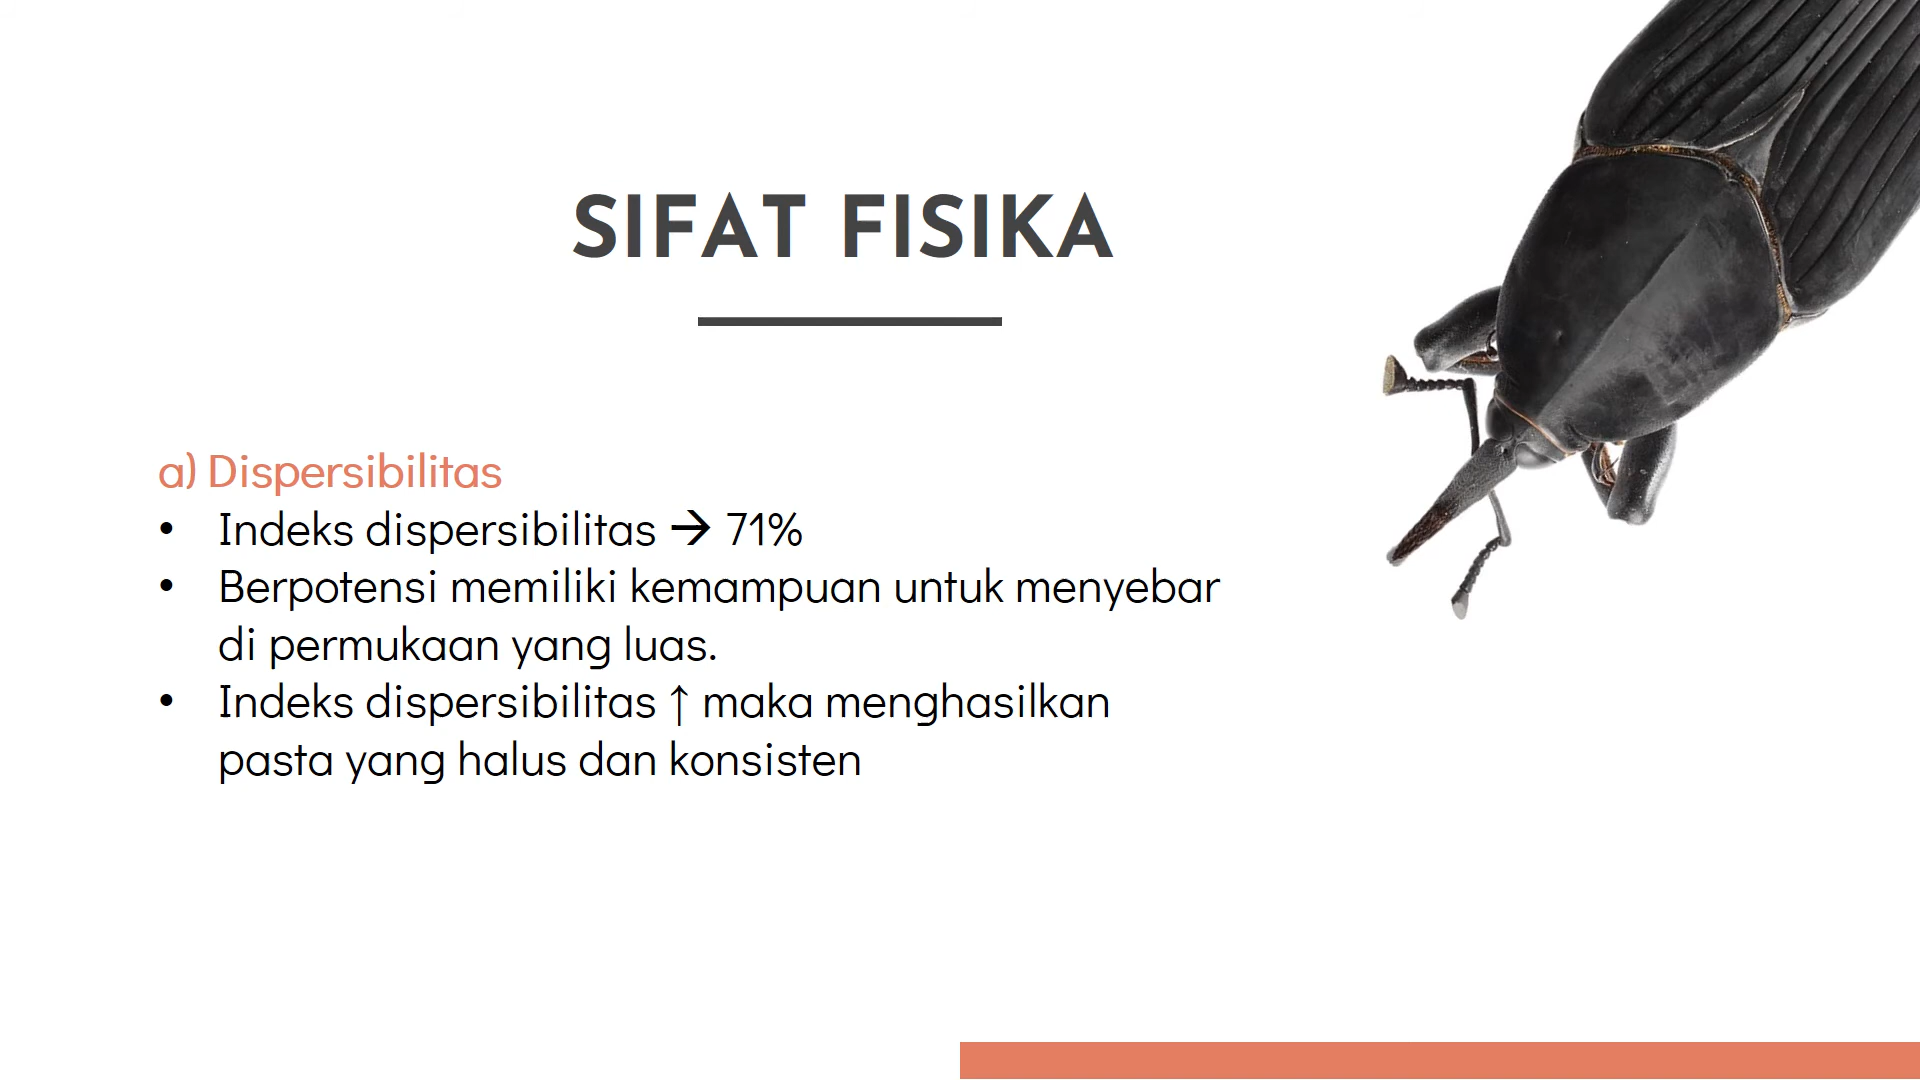 SIFAT FISIKA
a) Dispersibilitas
• Indeks dispersibilitas → 71%
• Berpotensi memiliki kemampuan untuk menyebar
di permukaan yang luas.
• Indeks dispersibilitas ↑ maka menghasilkan
pasta yang halus dan konsisten